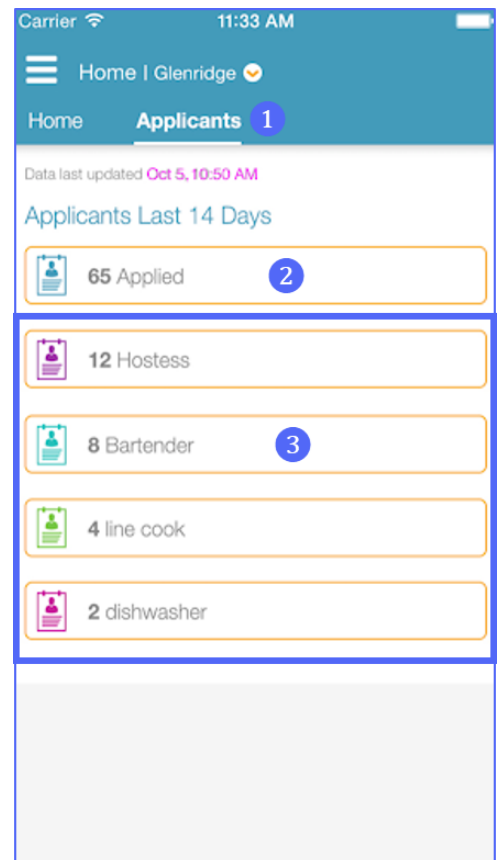 Carrier 11:33 AM
Home | Glenridge
Home Applicants 1
Data last updated Oct 5, 10:50 AM
Applicants Last 14 Days
65 Applied 2
12 Hostess
8 Bartender 3
4 line cook
2 dishwasher